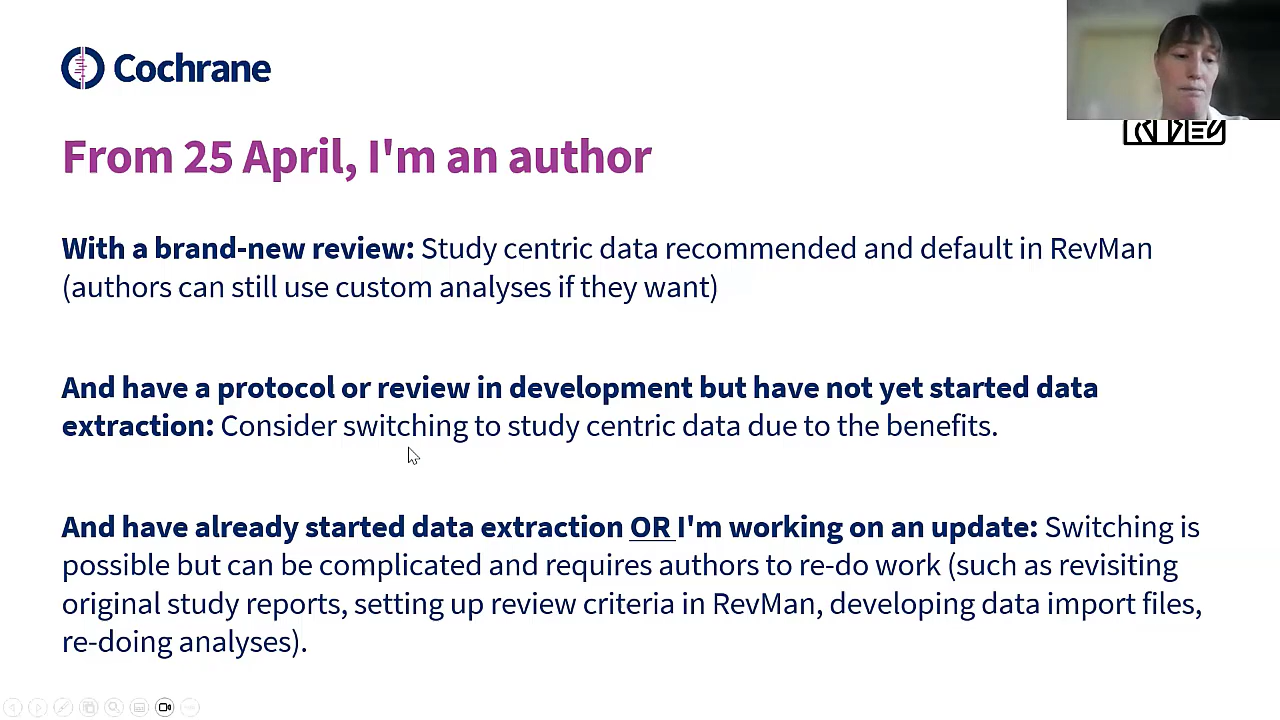 Cochrane
From 25 April, I'm an author
With a brand-new review: Study centric data recommended and default in RevMan
(authors can still use custom analyses if they want)
And have a protocol or review in development but have not yet started data
extraction: Consider switching to study centric data due to the benefits.
And have already started data extraction OR I'm working on an update: Switching is
possible but can be complicated and requires authors to re-do work (such as revisiting
original study reports, setting up review criteria in RevMan, developing data import files,
re-doing analyses).